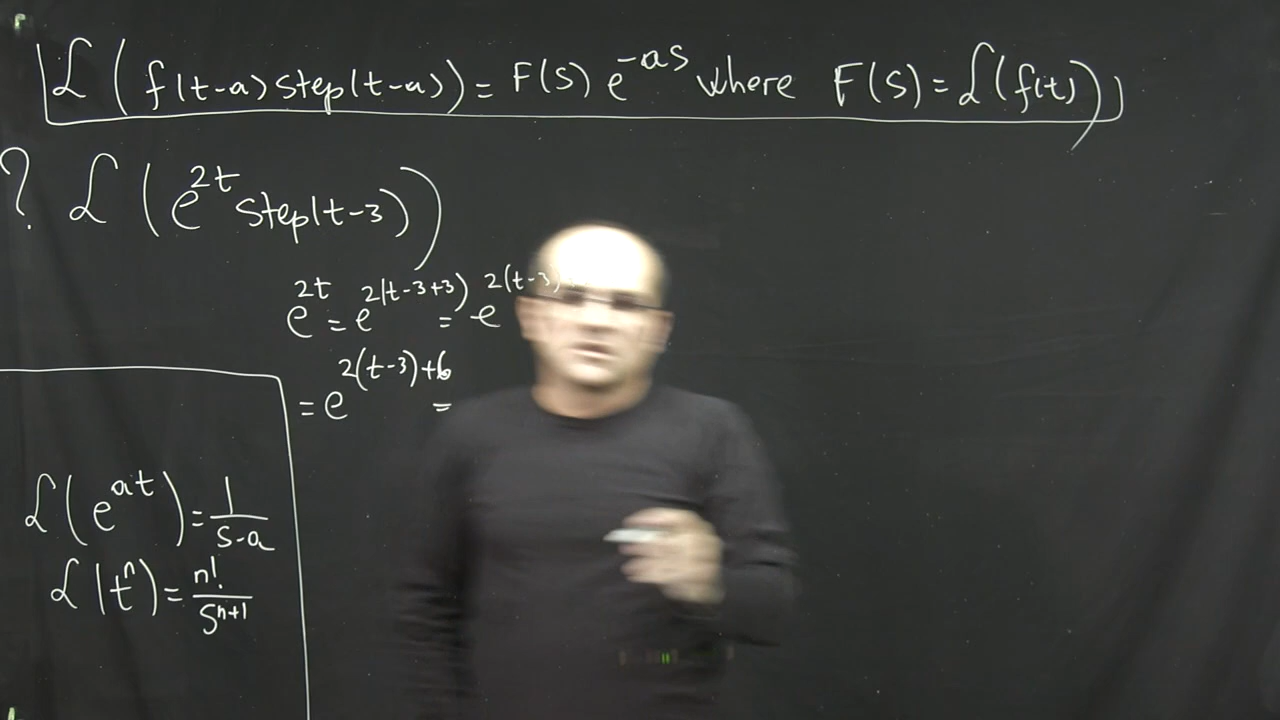 ℒ(f(t-a)step(t-a)) = F(s) e^{-as} where F(s) = ℒ(f(t))
? ℒ(e^{2t} step(t-3))
e^{2t} = e^{2(t-3+3)} = e^{2(t-3)
= e^{2(t-3)+6} =
ℒ(e^{at}) = 1/(s-a)
ℒ(t^n) = n!/s^{n+1}